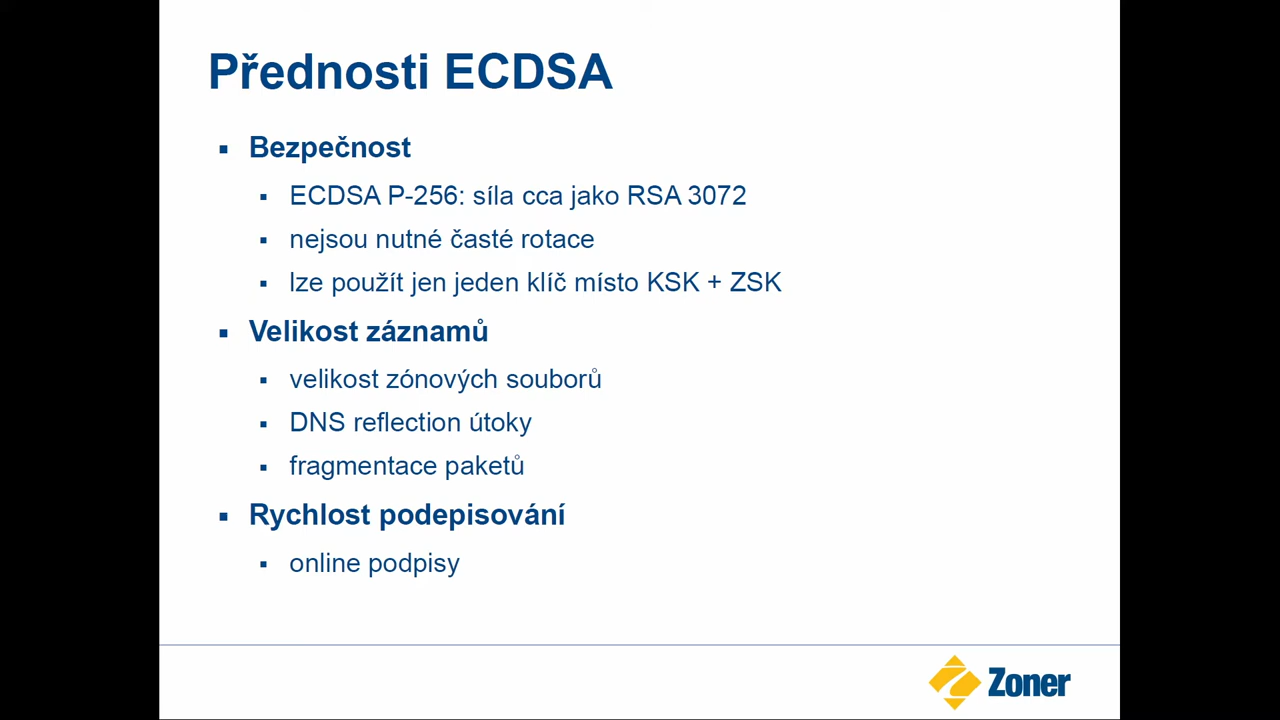 Přednosti ECDSA
▪ Bezpečnost
▪ ECDSA P-256: síla cca jako RSA 3072
▪ nejsou nutné časté rotace
▪ lze použít jen jeden klíč místo KSK + ZSK
▪ Velikost záznamů
▪ velikost zónových souborů
▪ DNS reflection útoky
▪ fragmentace paketů
▪ Rychlost podepisování
▪ online podpisy
Zoner